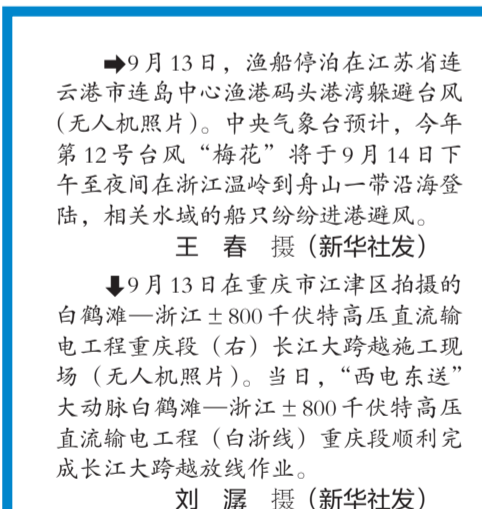 ➡9月13日，渔船停泊在江苏省连
云港市连岛中心渔港码头港湾躲避台风
（无人机照片）。中央气象台预计，今年
第12号台风“梅花”将于9月14日下
午至夜间在浙江温岭到舟山一带沿海登
陆，相关水域的船只纷纷进港避风。
王 春 摄（新华社发）
⬇9月13日在重庆市江津区拍摄的
白鹤滩—浙江±800千伏特高压直流输
电工程重庆段（右）长江大跨越施工现
场（无人机照片）。当日，“西电东送”
大动脉白鹤滩—浙江±800千伏特高压
直流输电工程（白浙线）重庆段顺利完
成长江大跨越放线作业。
刘 潺 摄（新华社发）